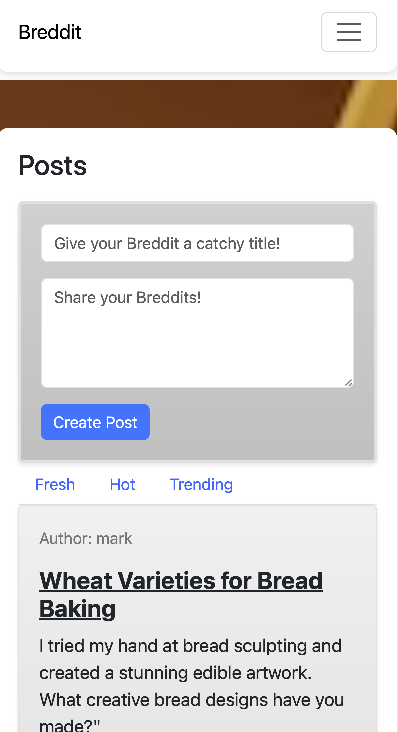 Breddit
Posts
Give your Breddit a catchy title!
Share your Breddits!
Create Post
Fresh Hot Trending
Author: mark
Wheat Varieties for Bread
Baking
I tried my hand at bread sculpting and
created a stunning edible artwork.
What creative bread designs have you
made?"